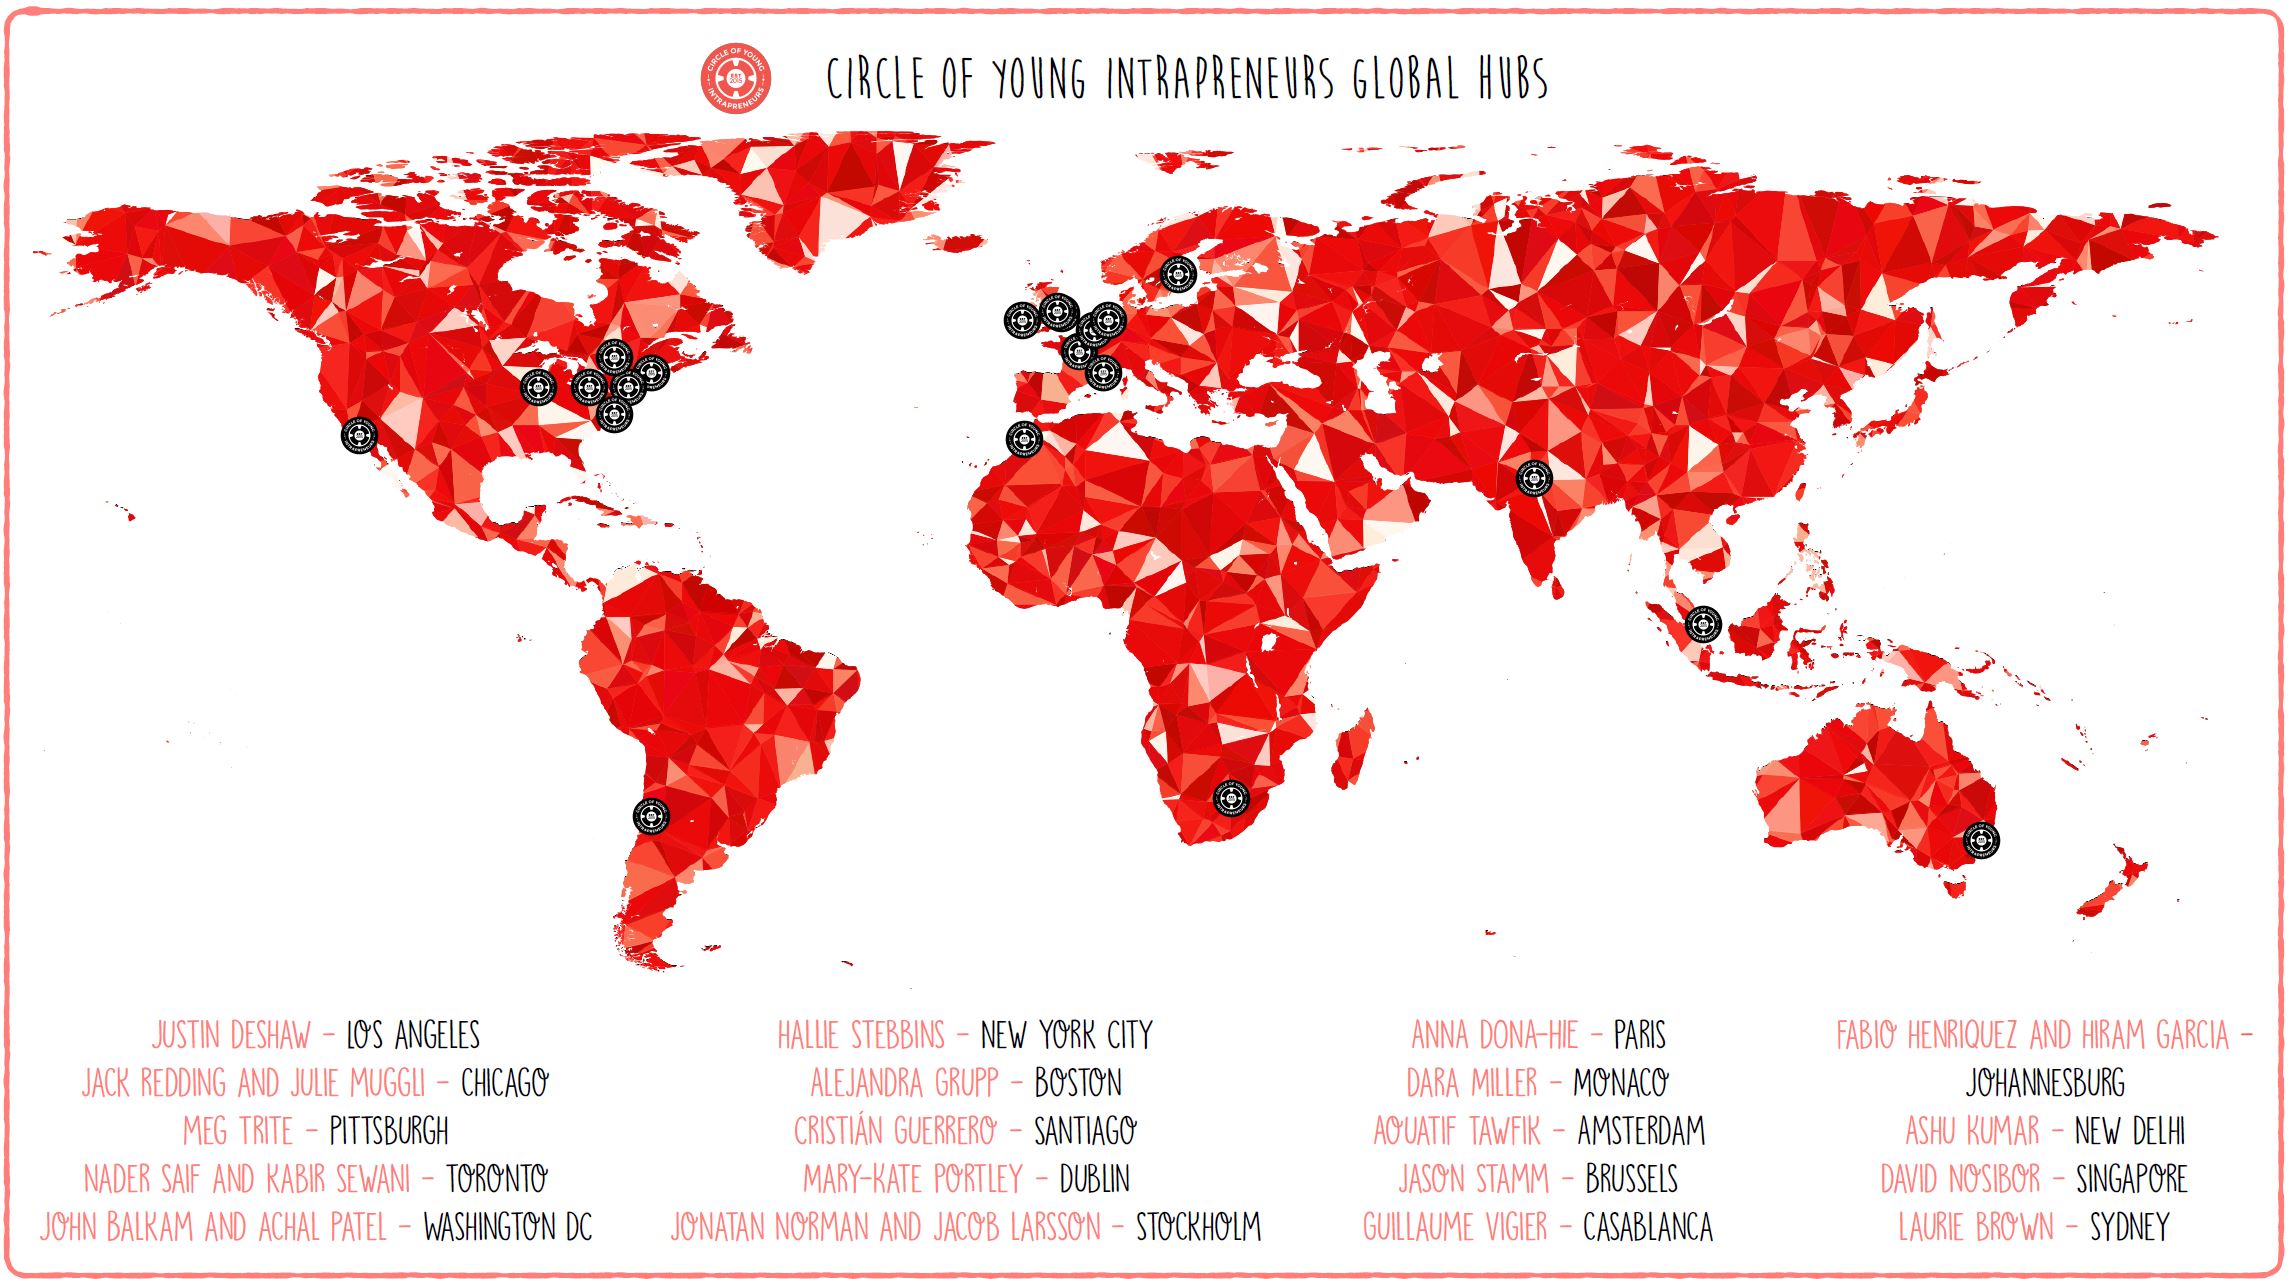 CIRCLE OF YOUNG
EST.
2015
INTRAPRENEURS
CIRCLE OF YOUNG INTRAPRENEURS GLOBAL HUBS
JUSTIN DESHAW – LOS ANGELES
JACK REDDING AND JULIE MUGGLI – CHICAGO
MEG TRITE – PITTSBURGH
NADER SAIF AND KABIR SEWANI – TORONTO
JOHN BALKAM AND ACHAL PATEL – WASHINGTON DC
HALLIE STEBBINS – NEW YORK CITY
ALEJANDRA GRUPP – BOSTON
CRISTIÁN GUERRERO – SANTIAGO
MARY-KATE PORTLEY – DUBLIN
JONATAN NORMAN AND JACOB LARSSON – STOCKHOLM
ANNA DONA-HIE – PARIS
DARA MILLER – MONACO
AOUATIF TAWFIK – AMSTERDAM
JASON STAMM – BRUSSELS
GUILLAUME VIGIER – CASABLANCA
FABIO HENRIQUEZ AND HIRAM GARCIA –
JOHANNESBURG
ASHU KUMAR – NEW DELHI
DAVID NOSIBOR – SINGAPORE
LAURIE BROWN – SYDNEY